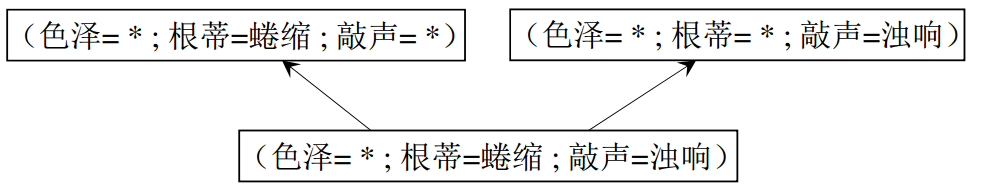 （色泽= * ; 根蒂=蜷缩 ; 敲声= *）
（色泽= * ; 根蒂= * ; 敲声=浊响）
（色泽= * ; 根蒂=蜷缩 ; 敲声=浊响）